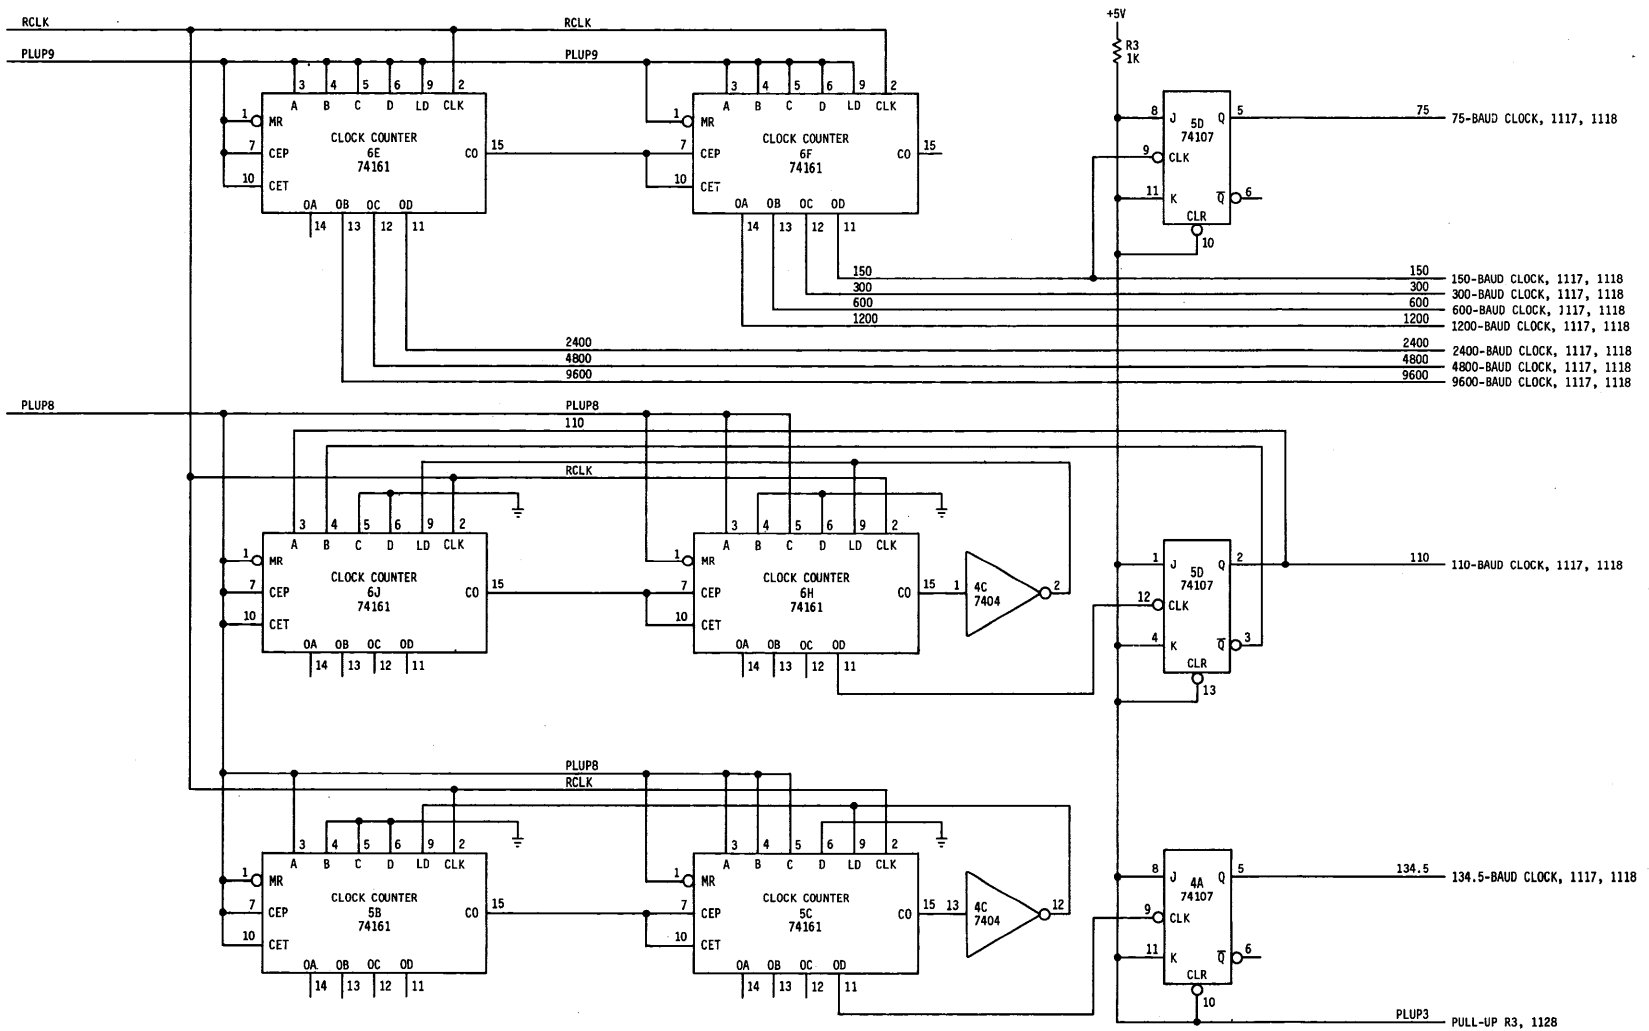 RCLK RCLK +5V
R3
1K
PLUP9 PLUP9
3 4 5 6 9 2 3 4 5 6 9 2
A B C D LD CLK A B C D LD CLK
1 MR 1 MR 8 J Q 5 75 75-BAUD CLOCK, 1117, 1118
5D
74107
CLOCK COUNTER CLOCK COUNTER
6E 6F
74161 74161
7 CEP CO 15 7 CEP CO 15 9 CLK
10 CET 10 CET 11 K Q 6
CLR
10
OA OB OC OD OA OB OC OD
14 13 12 11 14 13 12 11
150 150 150-BAUD CLOCK, 1117, 1118
300 300 300-BAUD CLOCK, 1117, 1118
600 600 600-BAUD CLOCK, 1117, 1118
1200 1200 1200-BAUD CLOCK, 1117, 1118
2400 2400 2400-BAUD CLOCK, 1117, 1118
4800 4800 4800-BAUD CLOCK, 1117, 1118
9600 9600 9600-BAUD CLOCK, 1117, 1118
PLUP8 PLUP8
110
RCLK
3 4 5 6 9 2 3 4 5 6 9 2
A B C D LD CLK A B C D LD CLK
1 MR 1 MR 1 J Q 2 110 110-BAUD CLOCK, 1117, 1118
5D
74107
CLOCK COUNTER CLOCK COUNTER
6J 6H
74161 74161
7 CEP CO 15 7 CEP CO 15 1 4C 2
7404
12 CLK
10 CET 10 CET 4 K Q 3
CLR
13
OA OB OC OD OA OB OC OD
14 13 12 11 14 13 12 11
PLUP8
RCLK
3 4 5 6 9 2 3 4 5 6 9 2
A B C D LD CLK A B C D LD CLK
1 MR 1 MR 8 J Q 5 134.5 134.5-BAUD CLOCK, 1117, 1118
4A
74107
CLOCK COUNTER CLOCK COUNTER
5B 5C
74161 74161
7 CEP CO 15 7 CEP CO 15 13 4C 12
7404
9 CLK
10 CET 10 CET 11 K Q 6
CLR
10
OA OB OC OD OA OB OC OD
14 13 12 11 14 13 12 11
PLUP3 PULL-UP R3, 1128